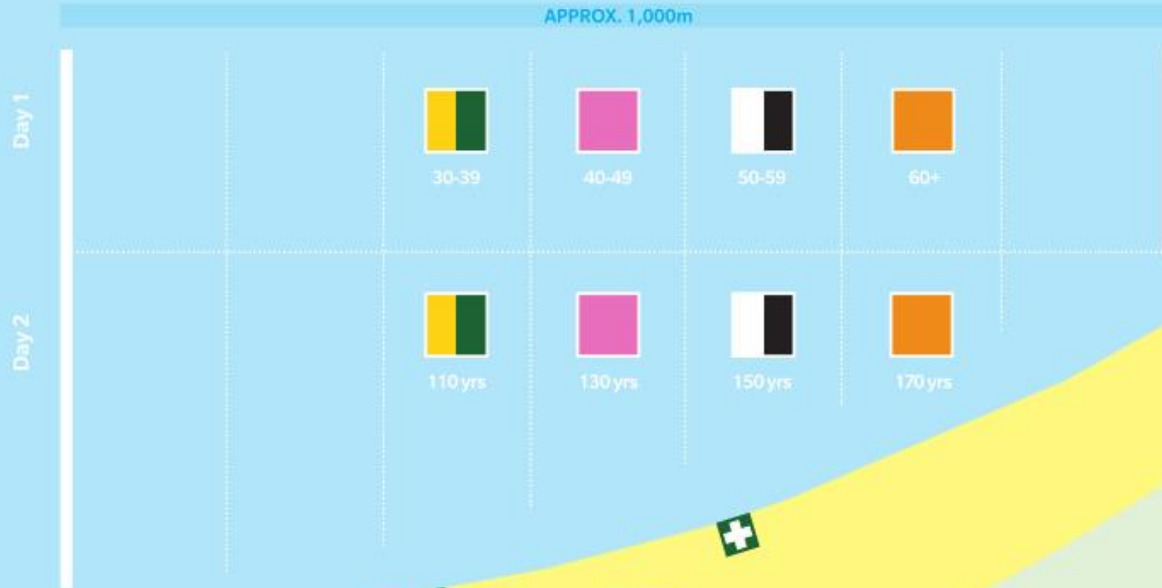 APPROX. 1,000m
Day 1
30-39
40-49
50-59
60+
Day 2
110 yrs
130 yrs
150 yrs
170 yrs